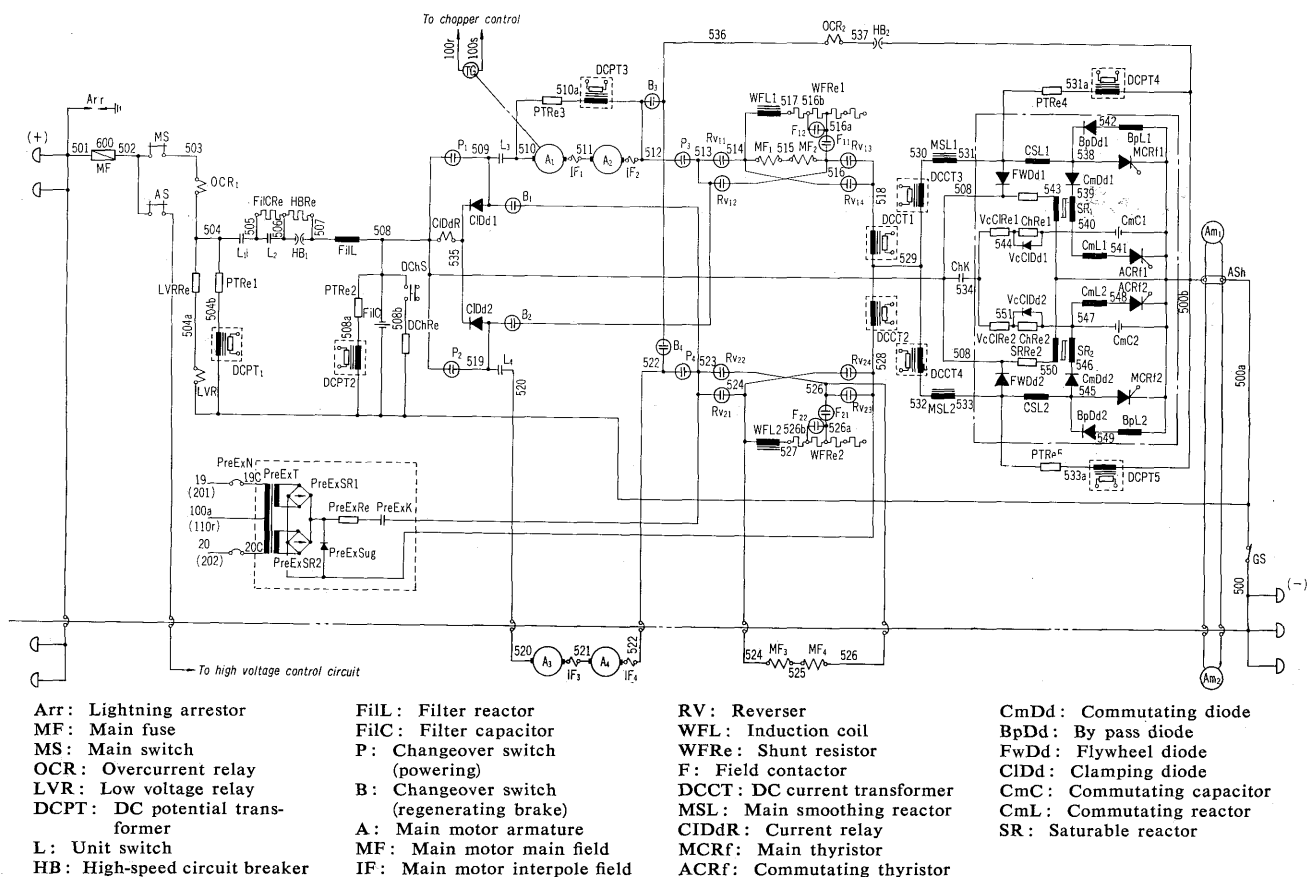 To chopper control
100r
100s
TG
536
OCR2
537
HB2
Arr
DCPT3
510a
PTRe3
B3
WFL1
517
WFRe1
516b
516a
F12
F11
PTRe4
531a
DCPT4
542
BpL1
BpDd1
(+)
501
600
502
MS
503
MF
P1
509
L3
510
A1
511
A2
IF1
IF2
512
P3
513
Rv11
514
MF1
515
MF2
516
Rv13
Rv12
Rv14
530
MSL1
531
CSL1
538
MCRf1
AS
OCR1
FilCRe
HBRe
505
506
507
504
L1
L2
HB1
FilL
508
ClDdR
535
ClDd1
B1
518
DCCT3
DCCT1
529
508
FWDd1
543
CmDd1
539
SR1
540
VcClRe1
ChRe1
544
VcClDd1
CmC1
CmL1
541
ACRf1
Am1
LVRRe
PTRe1
504a
504b
DCPT1
LVR
PTRe2
508a
FilC
508b
DChS
DChRe
DCPT2
ClDd2
B2
P2
519
L4
520
ChK
534
ACRf2
CmL2
548
ASh
500b
VcClDd2
551
547
VcClRe2
ChRe2
CmC2
B4
522
P4
523
Rv22
524
Rv21
526
Rv24
Rv23
DCCT2
528
DCCT4
508
SRRe2
550
SR2
546
FWDd2
CmDd2
545
MCRf2
500a
F21
F22
526b
526a
WFL2
527
WFRe2
532
MSL2
533
CSL2
BpDd2
549
BpL2
PTRe5
533a
DCPT5
PreExN
19
19C
(201)
PreExT
PreExSR1
100a
(110r)
PreExRe
PreExK
20
20C
(202)
PreExSR2
PreExSug
GS
500
(−)
520
A3
521
A4
522
IF3
IF4
524
MF3
MF4
525
526
Am2
To high voltage control circuit
Arr: Lightning arrestor
MF: Main fuse
MS: Main switch
OCR: Overcurrent relay
LVR: Low voltage relay
DCPT: DC potential trans-
former
L: Unit switch
HB: High-speed circuit breaker
FilL: Filter reactor
FilC: Filter capacitor
P: Changeover switch
(powering)
B: Changeover switch
(regenerating brake)
A: Main motor armature
MF: Main motor main field
IF: Main motor interpole field
RV: Reverser
WFL: Induction coil
WFRe: Shunt resistor
F: Field contactor
DCCT: DC current transformer
MSL: Main smoothing reactor
CIDdR: Current relay
MCRf: Main thyristor
ACRf: Commutating thyristor
CmDd: Commutating diode
BpDd: By pass diode
FwDd: Flywheel diode
ClDd: Clamping diode
CmC: Commutating capacitor
CmL: Commutating reactor
SR: Saturable reactor